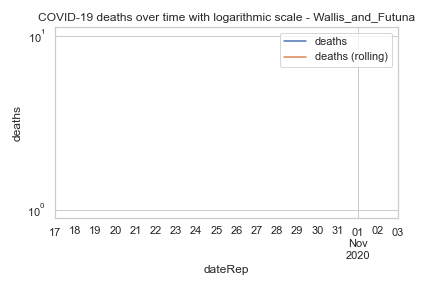 COVID-19 deaths over time with logarithmic scale - Wallis_and_Futuna
10¹
deaths
deaths (rolling)
deaths
10⁰
17 18 19 20 21 22 23 24 25 26 27 28 29 30 31 01 02 03
Nov
2020
dateRep